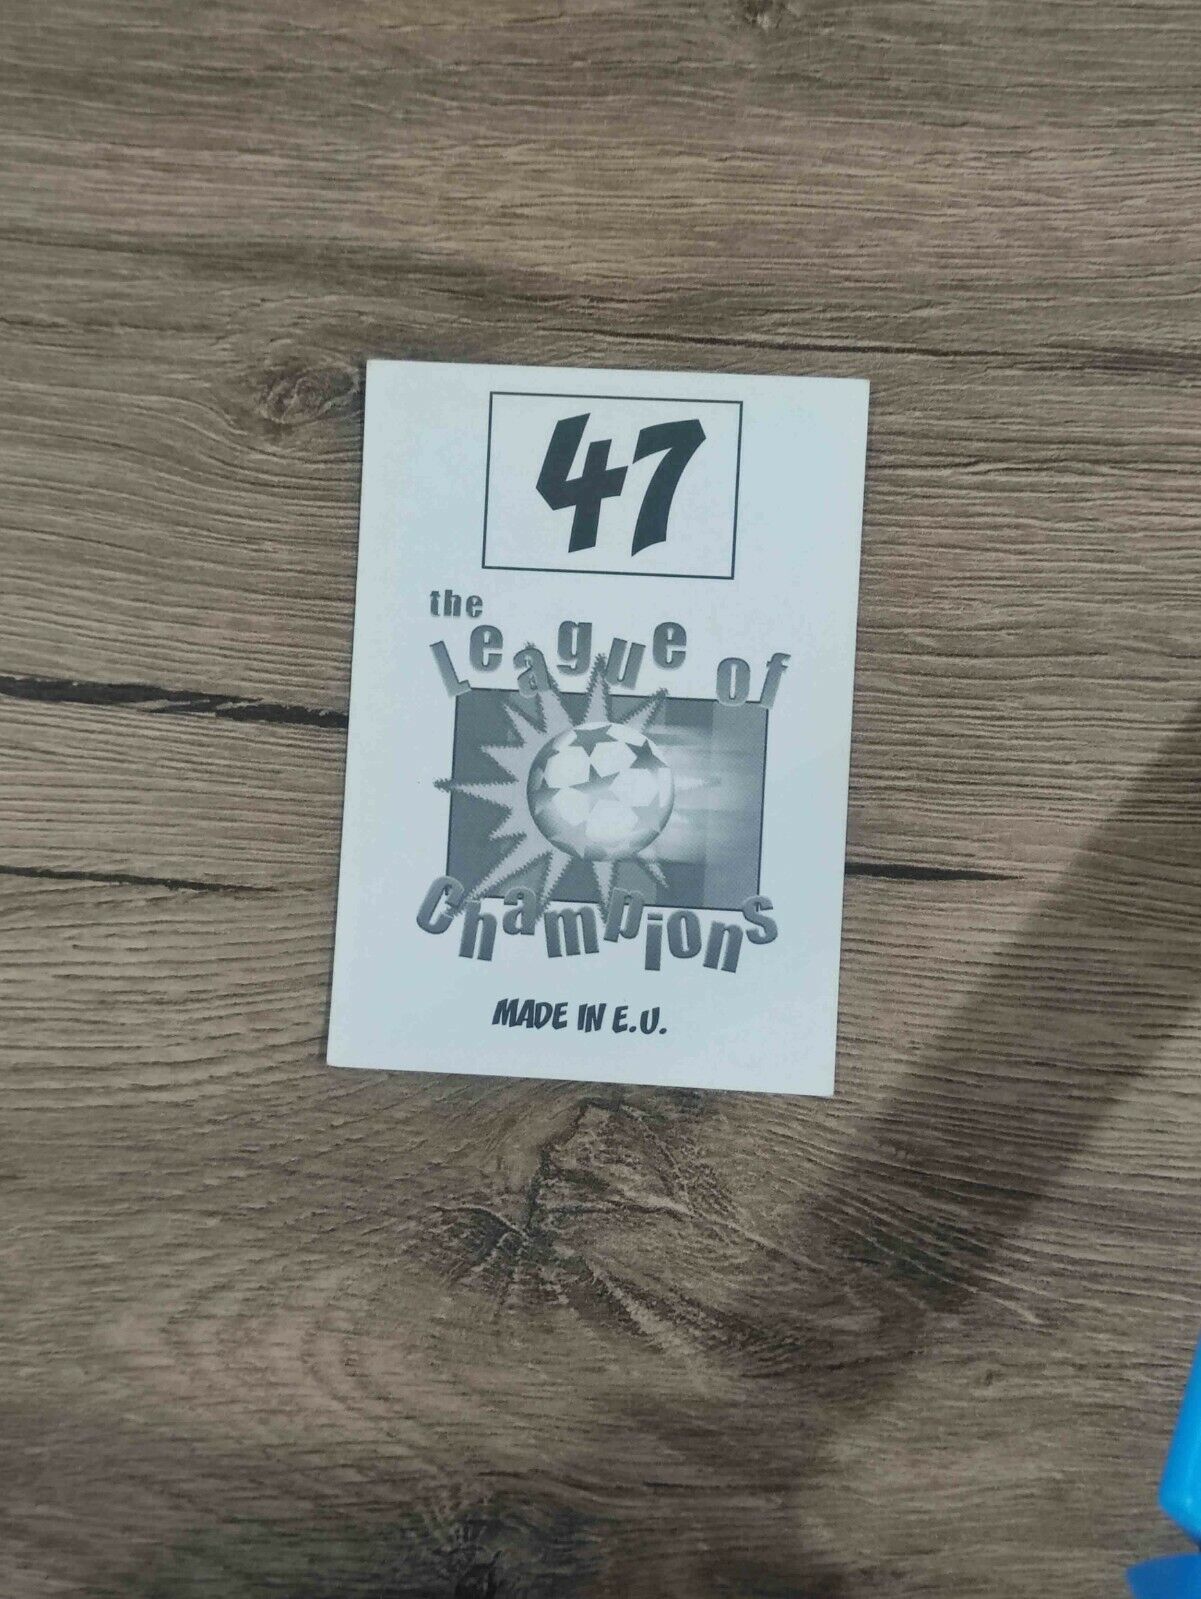 47
the
League of
Champions
MADE IN E.U.